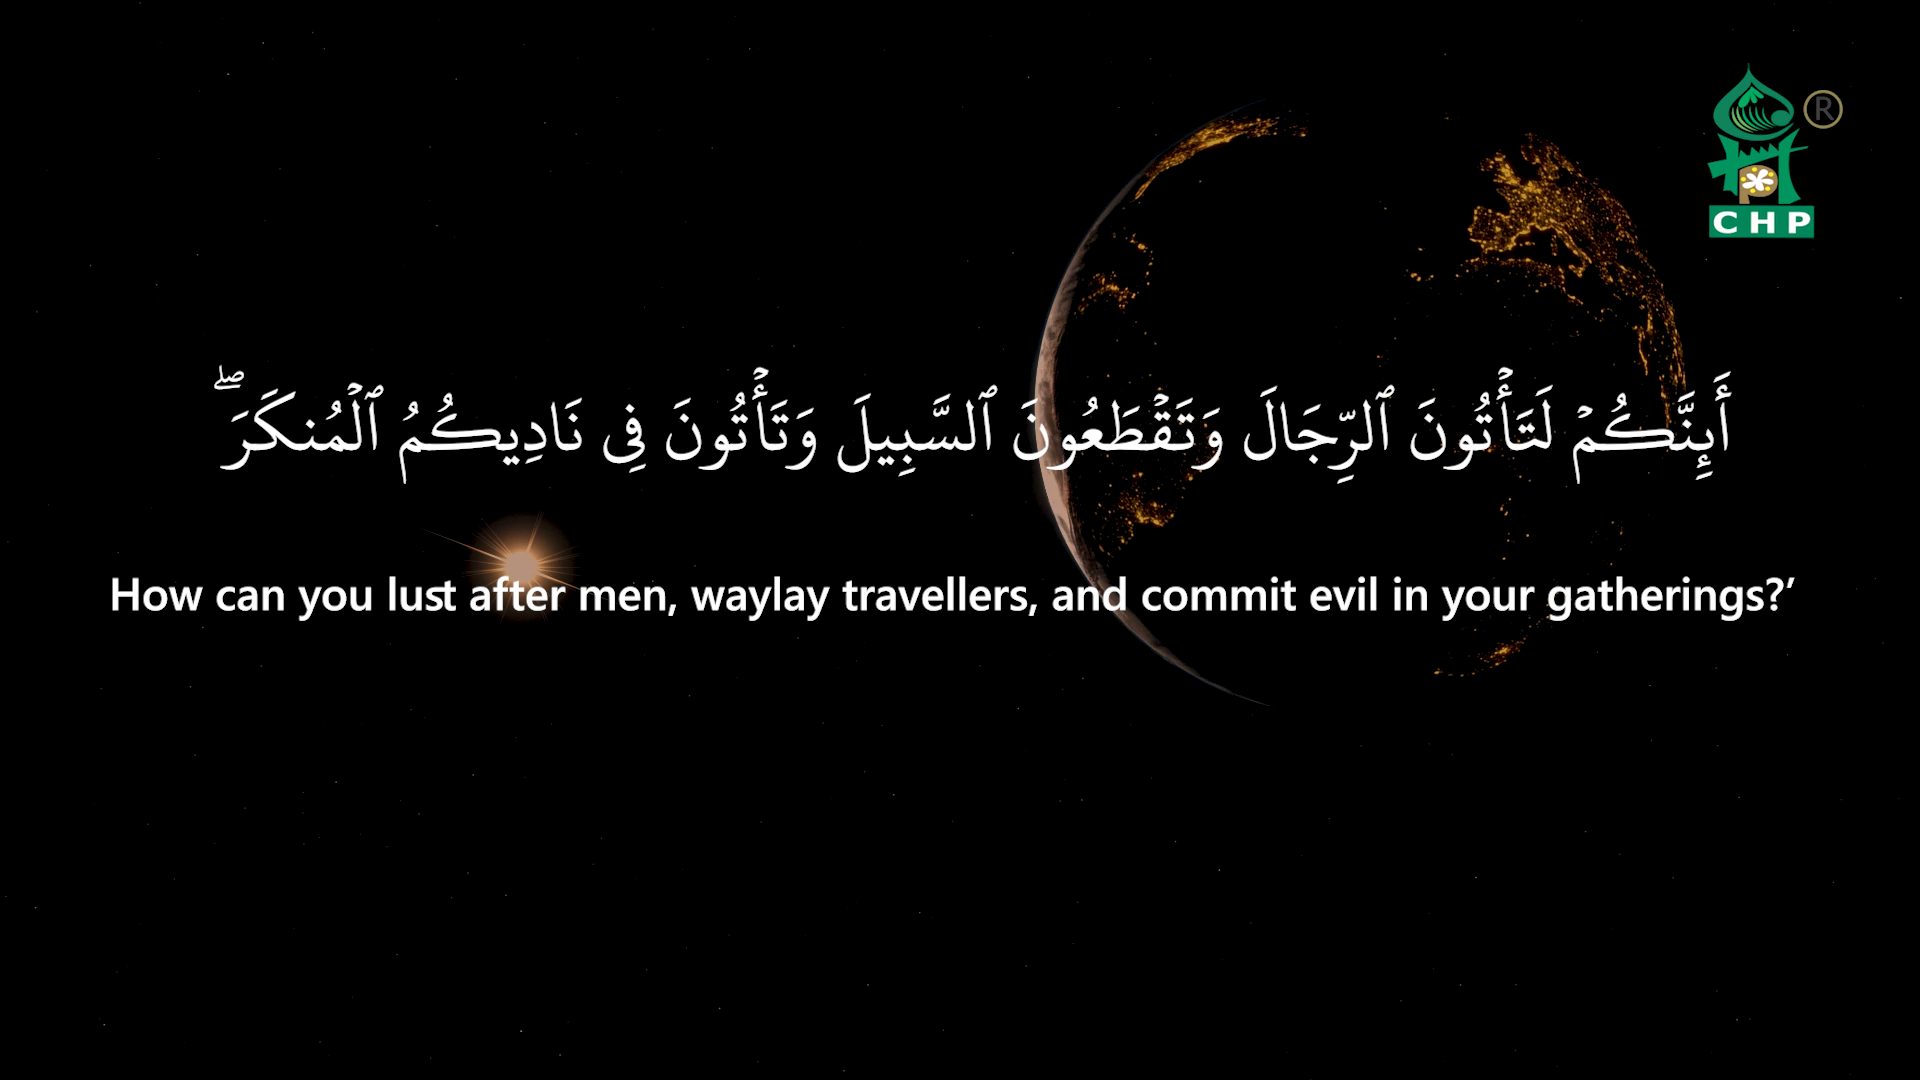 CHP
®
أَئِنَّكُمۡ لَتَأۡتُونَ ٱلرِّجَالَ وَتَقۡطَعُونَ ٱلسَّبِيلَ وَتَأۡتُونَ فِى نَادِيكُمُ ٱلۡمُنكَرَۖ
How can you lust after men, waylay travellers, and commit evil in your gatherings?’